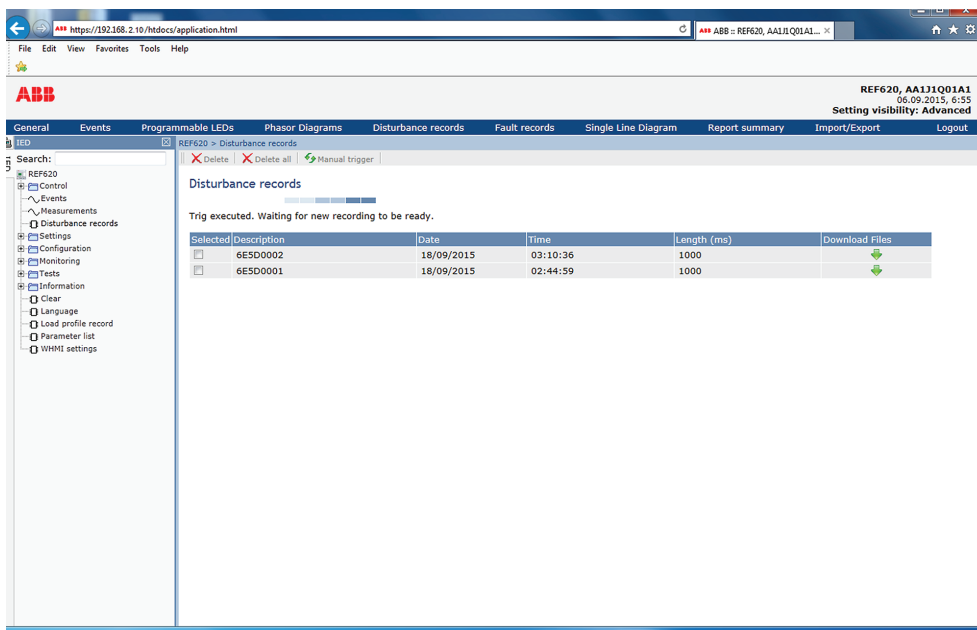 https://192.168.2.10/htdocs/application.html
ABB :: REF620, AA1J1Q01A1...
File Edit View Favorites Tools Help
ABB
REF620, AA1J1Q01A1
06.09.2015, 6:55
Setting visibility: Advanced
General Events Programmable LEDs Phasor Diagrams Disturbance records Fault records Single Line Diagram Report summary Import/Export Logout
IED
REF620 > Disturbance records
Search:
Delete Delete all Manual trigger
REF620
Control
Events
Measurements
Disturbance records
Settings
Configuration
Monitoring
Tests
Information
Clear
Language
Load profile record
Parameter list
WHMI settings
Disturbance records
Trig executed. Waiting for new recording to be ready.
Selected Description Date Time Length (ms) Download Files
6E5D0002 18/09/2015 03:10:36 1000
6E5D0001 18/09/2015 02:44:59 1000